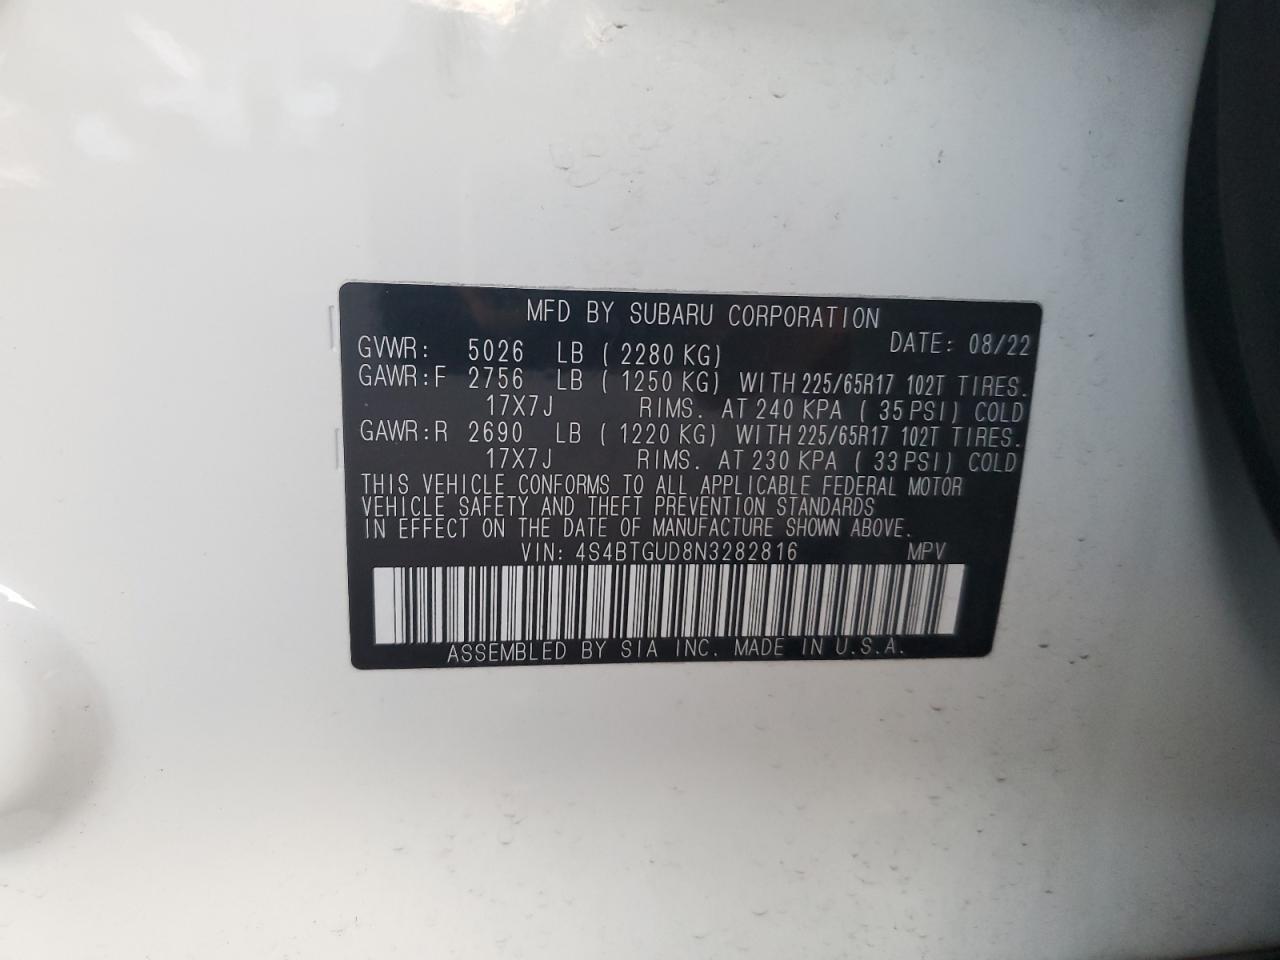 MFD BY SUBARU CORPORATION
GVWR: 5026 LB ( 2280 KG) DATE: 08/22
GAWR:F 2756 LB ( 1250 KG) WITH 225/65R17 102T TIRES.
17X7J RIMS. AT 240 KPA ( 35 PSI) COLD
GAWR:R 2690 LB ( 1220 KG) WITH 225/65R17 102T TIRES.
17X7J RIMS. AT 230 KPA ( 33 PSI) COLD
THIS VEHICLE CONFORMS TO ALL APPLICABLE FEDERAL MOTOR
VEHICLE SAFETY AND THEFT PREVENTION STANDARDS
IN EFFECT ON THE DATE OF MANUFACTURE SHOWN ABOVE.
VIN: 4S4BTGUD8N3282816 MPV
ASSEMBLED BY SIA INC. MADE IN U.S.A.